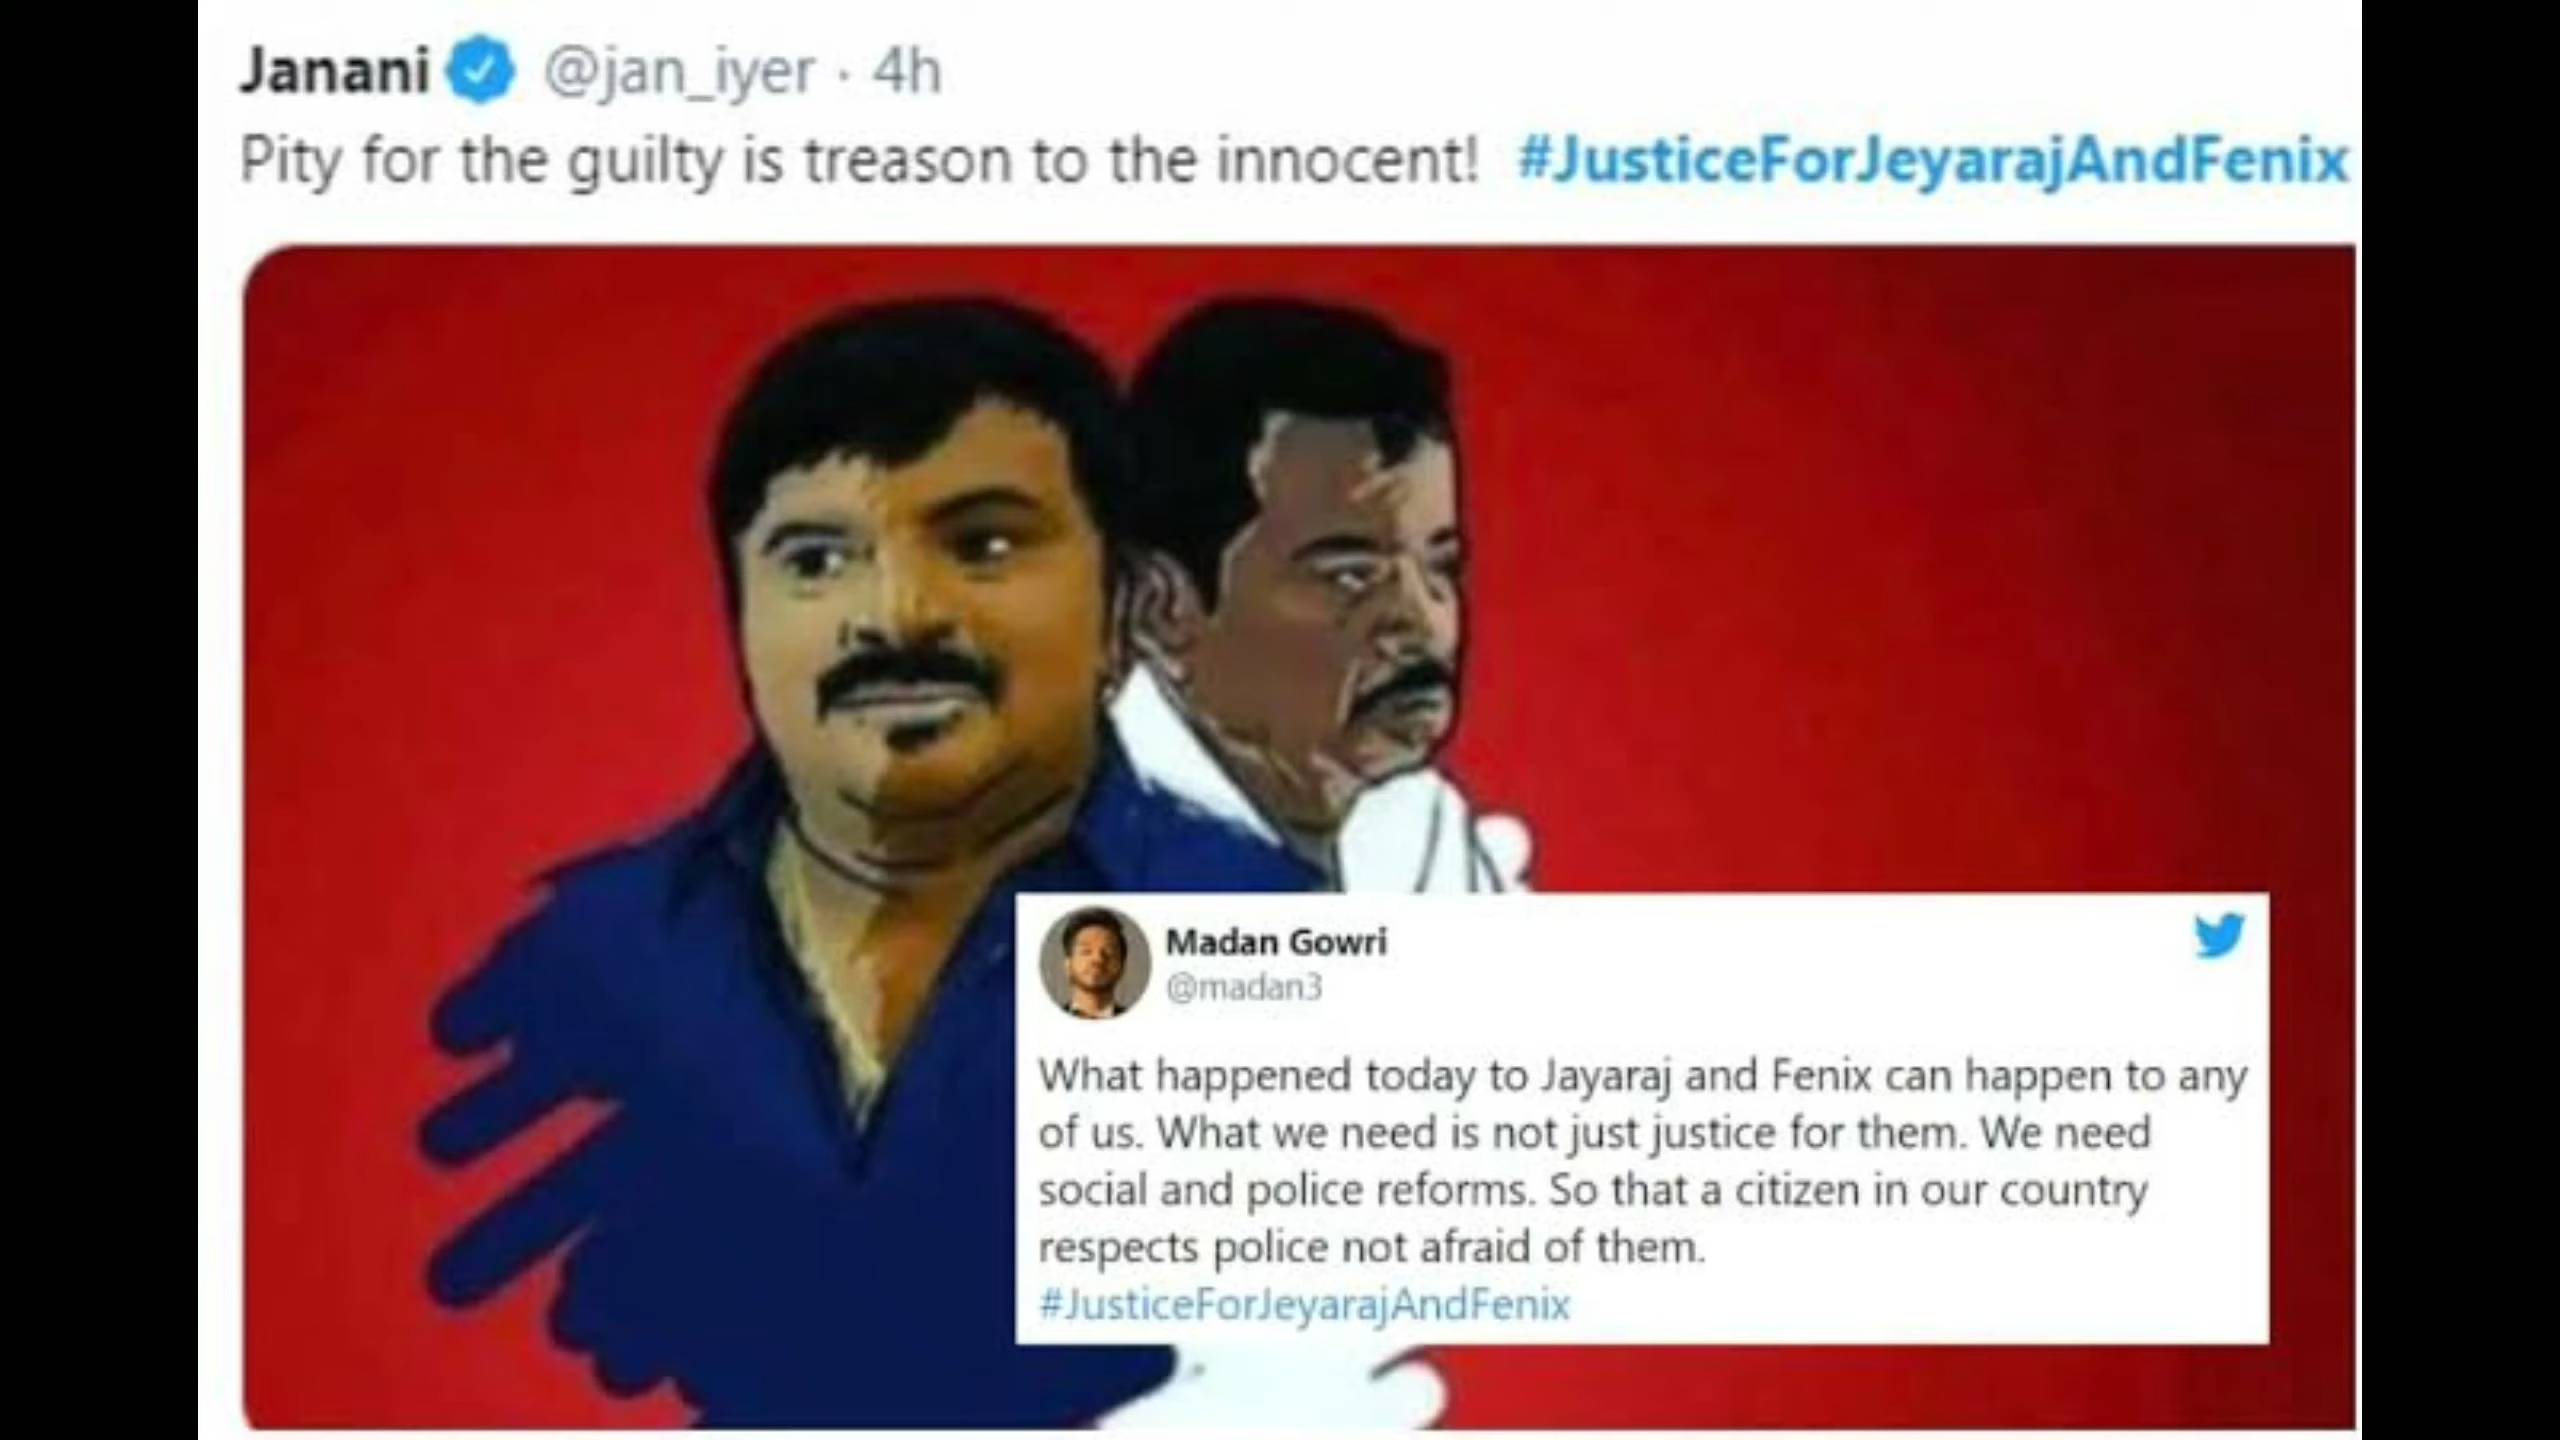 Janani @jan_iyer · 4h
Pity for the guilty is treason to the innocent! #JusticeForJeyarajAndFenix
Madan Gowri
@madan3
What happened today to Jayaraj and Fenix can happen to any
of us. What we need is not just justice for them. We need
social and police reforms. So that a citizen in our country
respects police not afraid of them.
#JusticeForJeyarajAndFenix